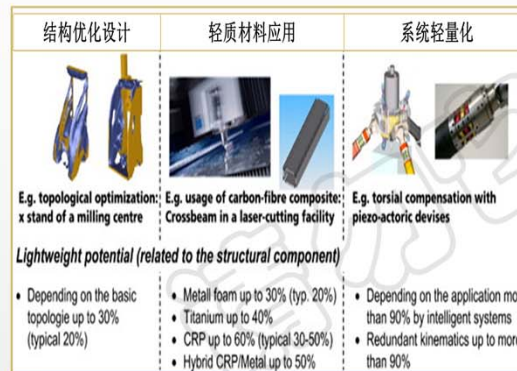 结构优化设计
轻质材料应用
系统轻量化
E.g. topological optimization:
x stand of a milling centre
E.g. usage of carbon-fibre composite:
Crossbeam in a laser-cutting facility
E.g. torsial compensation with
piezo-actoric devises
Lightweight potential (related to the structural component)
• Depending on the basic
topologie up to 30%
(typical 20%)
• Metall foam up to 30% (typ. 20%)
• Titanium up to 40%
• CRP up to 60% (typical 30-50%)
• Hybrid CRP/Metal up to 50%
• Depending on the application mo
than 90% by intelligent systems
• Redundant kinematics up to more
than 90%